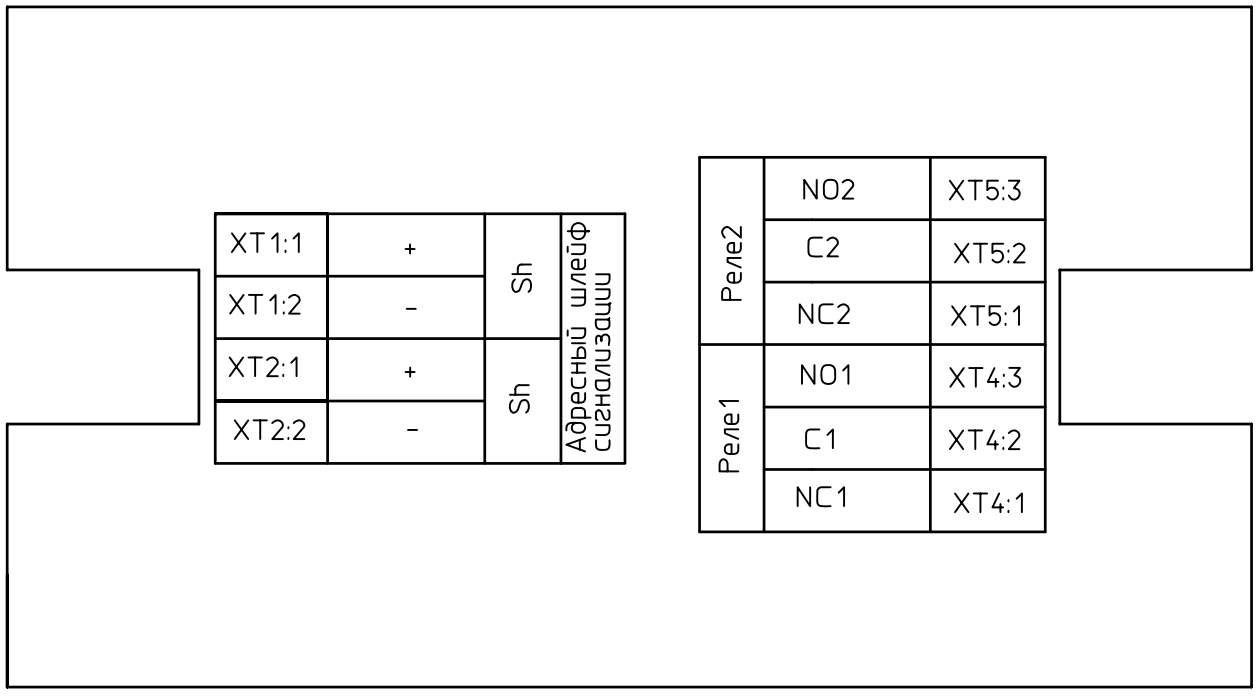 XT1:1 + Sh
XT1:2 -
XT2:1 + Sh
XT2:2 -
Адресный шлейф
сигнализации
Реле2
NO2 XT5:3
C2 XT5:2
NC2 XT5:1
Реле1
NO1 XT4:3
C1 XT4:2
NC1 XT4:1